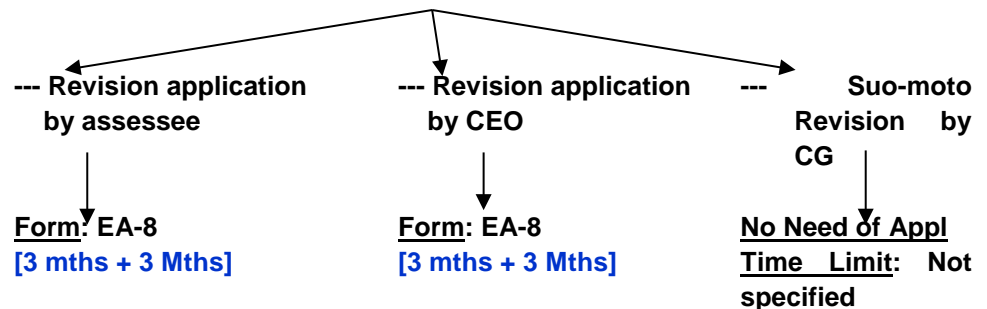 --- Revision application
by assessee
Form: EA-8
[3 mths + 3 Mths]
--- Revision application
by CEO
Form: EA-8
[3 mths + 3 Mths]
--- Suo-moto
Revision by
CG
No Need of Appl
Time Limit: Not
specified